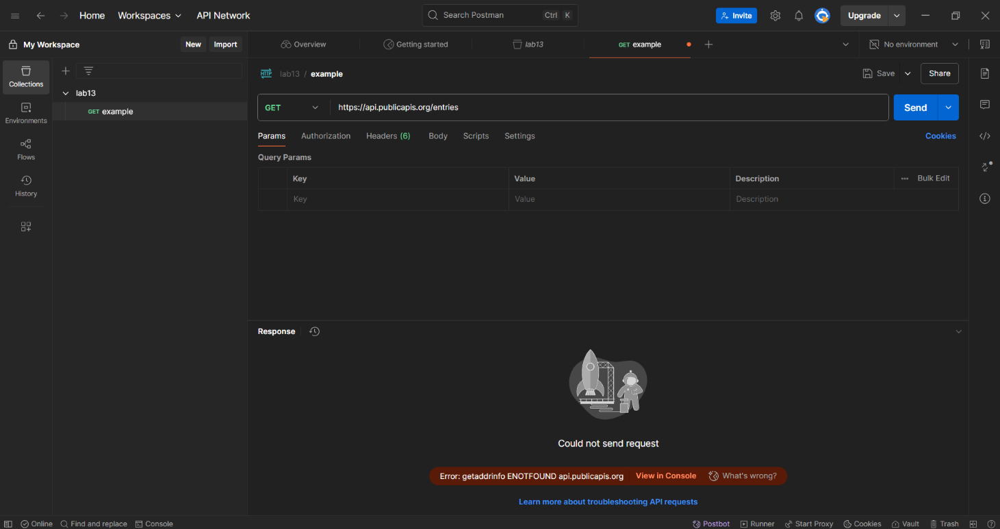 Home Workspaces API Network Search Postman Ctrl K Invite Upgrade
My Workspace New Import Overview Getting started lab13 GET example No environment
Collections
lab13
GET example
Environments
Flows
History
HTTP lab13 / example Save Share
GET https://api.publicapis.org/entries Send
Params Authorization Headers (6) Body Scripts Settings Cookies
Query Params
Key Value Description Bulk Edit
Key Value Description
Response
Could not send request
Error: getaddrinfo ENOTFOUND api.publicapis.org View in Console What's wrong?
Learn more about troubleshooting API requests
Online Find and replace Console Postbot Runner Start Proxy Cookies Vault Trash